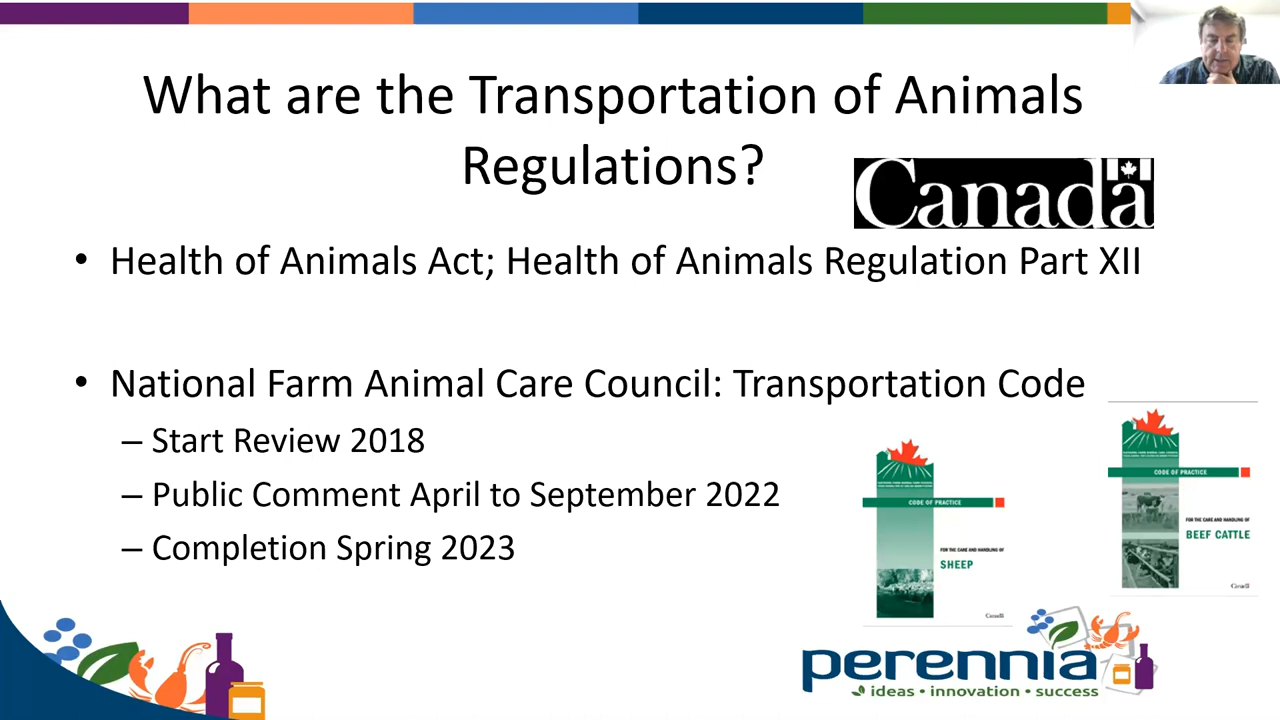 What are the Transportation of Animals
Regulations?
Canada
• Health of Animals Act; Health of Animals Regulation Part XII
• National Farm Animal Care Council: Transportation Code
– Start Review 2018
– Public Comment April to September 2022
– Completion Spring 2023
CODE OF PRACTICE
FOR THE CARE AND HANDLING OF
SHEEP
Canada
CODE OF PRACTICE
FOR THE CARE AND HANDLING OF
BEEF CATTLE
Canada
perennia
ideas • innovation • success